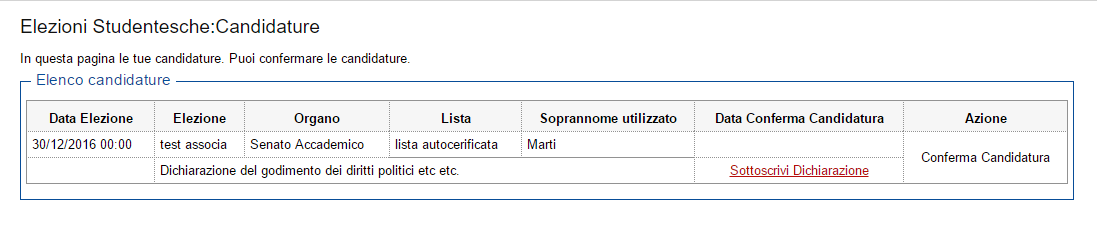 Elezioni Studentesche:Candidature
In questa pagina le tue candidature. Puoi confermare le candidature.
Elenco candidature
Data Elezione Elezione Organo Lista Soprannome utilizzato Data Conferma Candidatura Azione
30/12/2016 00:00 test associa Senato Accademico lista autocerificata Marti
Conferma Candidatura
Dichiarazione del godimento dei diritti politici etc etc. Sottoscrivi Dichiarazione